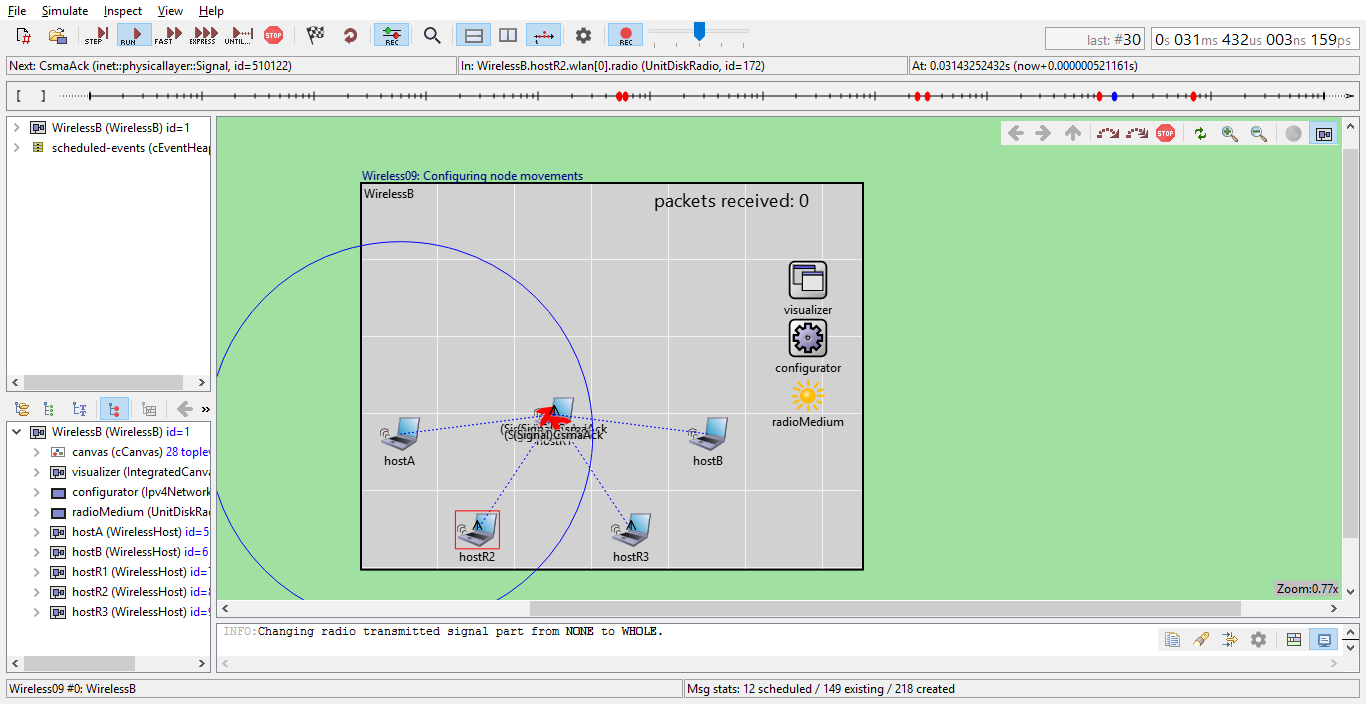 File Simulate Inspect View Help
STEP RUN FAST EXPRESS UNTIL... STOP REC REC
last: #30 0s 031ms 432us 003ns 159ps
Next: CsmaAck (inet::physicallayer::Signal, id=510122) In: WirelessB.hostR2.wlan[0].radio (UnitDiskRadio, id=172) At: 0.03143252432s (now+0.000000521161s)
[ ]
WirelessB (WirelessB) id=1
scheduled-events (cEventHeap
STOP
Wireless09: Configuring node movements
WirelessB
packets received: 0
visualizer
configurator
radioMedium
(Signal)CsmaAck
hostR1
hostA
hostB
hostR2
hostR3
Zoom:0.77x
»
WirelessB (WirelessB) id=1
canvas (cCanvas) 28 toplev
visualizer (IntegratedCanva
configurator (Ipv4Network
radioMedium (UnitDiskRad
hostA (WirelessHost) id=5
hostB (WirelessHost) id=6
hostR1 (WirelessHost) id=7
hostR2 (WirelessHost) id=8
hostR3 (WirelessHost) id=9
INFO:Changing radio transmitted signal part from NONE to WHOLE.
Wireless09 #0: WirelessB
Msg stats: 12 scheduled / 149 existing / 218 created